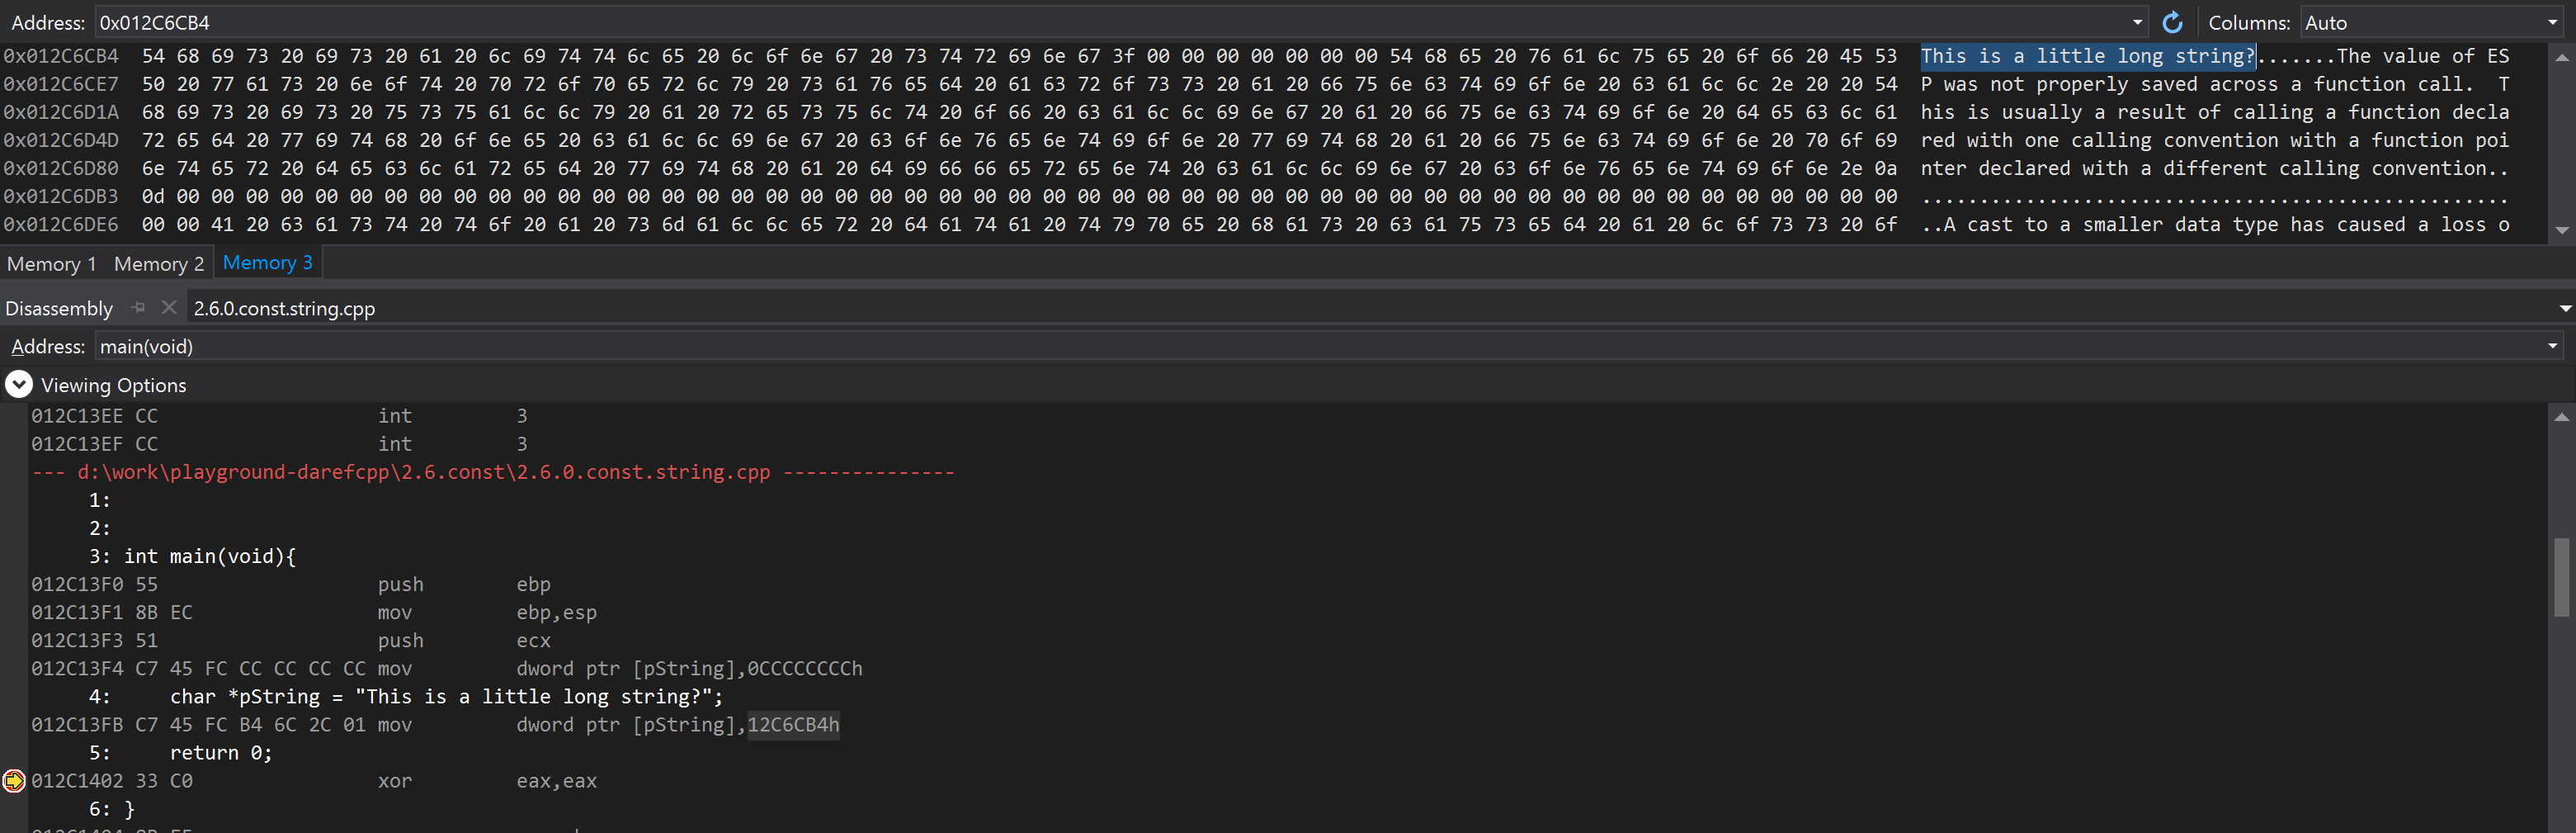 Address: 0x012C6CB4 Columns: Auto
0x012C6CB4 54 68 69 73 20 69 73 20 61 20 6c 69 74 74 6c 65 20 6c 6f 6e 67 20 73 74 72 69 6e 67 3f 00 00 00 00 00 00 00 54 68 65 20 76 61 6c 75 65 20 6f 66 20 45 53 This is a little long string?.......The value of ES
0x012C6CE7 50 20 77 61 73 20 6e 6f 74 20 70 72 6f 70 65 72 6c 79 20 73 61 76 65 64 20 61 63 72 6f 73 73 20 61 20 66 75 6e 63 74 69 6f 6e 20 63 61 6c 6c 2e 20 20 54 P was not properly saved across a function call.  T
0x012C6D1A 68 69 73 20 69 73 20 75 73 75 61 6c 6c 79 20 61 20 72 65 73 75 6c 74 20 6f 66 20 63 61 6c 6c 69 6e 67 20 61 20 66 75 6e 63 74 69 6f 6e 20 64 65 63 6c 61 his is usually a result of calling a function decla
0x012C6D4D 72 65 64 20 77 69 74 68 20 6f 6e 65 20 63 61 6c 6c 69 6e 67 20 63 6f 6e 76 65 6e 74 69 6f 6e 20 77 69 74 68 20 61 20 66 75 6e 63 74 69 6f 6e 20 70 6f 69 red with one calling convention with a function poi
0x012C6D80 6e 74 65 72 20 64 65 63 6c 61 72 65 64 20 77 69 74 68 20 61 20 64 69 66 66 65 72 65 6e 74 20 63 61 6c 6c 69 6e 67 20 63 6f 6e 76 65 6e 74 69 6f 6e 2e 0a nter declared with a different calling convention..
0x012C6DB3 0d 00 00 00 00 00 00 00 00 00 00 00 00 00 00 00 00 00 00 00 00 00 00 00 00 00 00 00 00 00 00 00 00 00 00 00 00 00 00 00 00 00 00 00 00 00 00 00 00 00 00 ...................................................
0x012C6DE6 00 00 41 20 63 61 73 74 20 74 6f 20 61 20 73 6d 61 6c 6c 65 72 20 64 61 74 61 20 74 79 70 65 20 68 61 73 20 63 61 75 73 65 64 20 61 20 6c 6f 73 73 20 6f ..A cast to a smaller data type has caused a loss o
Memory 1 Memory 2 Memory 3
Disassembly 2.6.0.const.string.cpp
Address: main(void)
Viewing Options
012C13EE CC int 3
012C13EF CC int 3
--- d:\work\playground-darefcpp\2.6.const\2.6.0.const.string.cpp ---------------
1:
2:
3: int main(void){
012C13F0 55 push ebp
012C13F1 8B EC mov ebp,esp
012C13F3 51 push ecx
012C13F4 C7 45 FC CC CC CC CC mov dword ptr [pString],0CCCCCCCCh
4: char *pString = "This is a little long string?";
012C13FB C7 45 FC B4 6C 2C 01 mov dword ptr [pString],12C6CB4h
5: return 0;
012C1402 33 C0 xor eax,eax
6: }